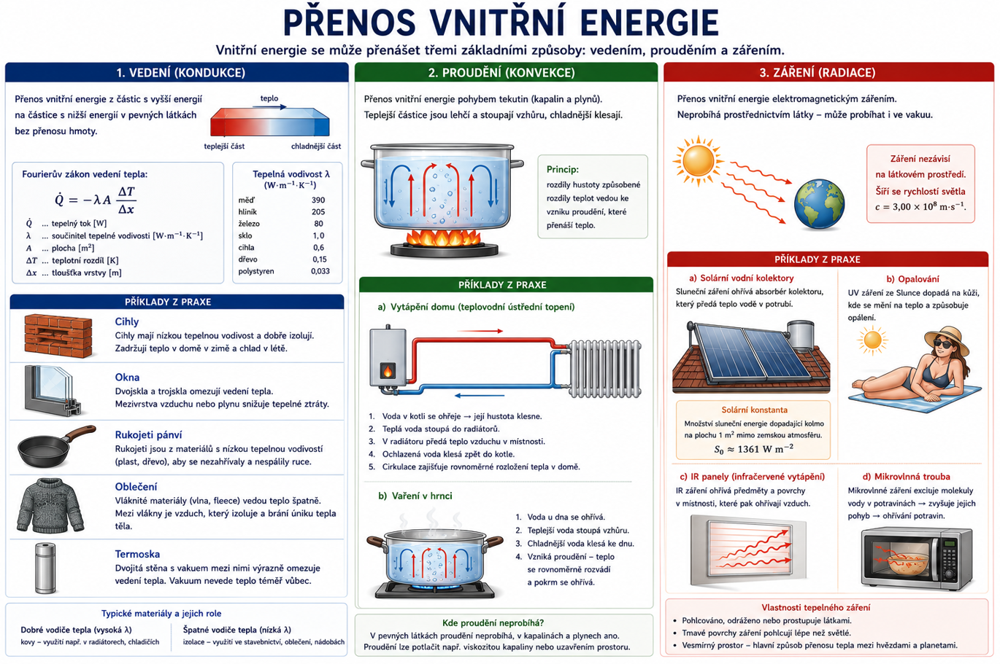 PŘENOS VNITŘNÍ ENERGIE
Vnitřní energie se může přenášet třemi základními způsoby: vedením, prouděním a zářením.
1. VEDENÍ (KONDUKCE)
Přenos vnitřní energie z částic s vyšší energií
na částice s nižší energií v pevných látkách
bez přenosu hmoty.
teplo
teplejší část
chladnější část
Fourierův zákon vedení tepla:
Q̇ = −λ A ΔT/Δx
Q̇ ... tepelný tok [W]
λ ... součinitel tepelné vodivosti [W·m⁻¹·K⁻¹]
A ... plocha [m²]
ΔT ... teplotní rozdíl [K]
Δx ... tloušťka vrstvy [m]
Tepelná vodivost λ
(W·m⁻¹·K⁻¹)
měď 390
hliník 205
železo 80
sklo 1,0
cihla 0,6
dřevo 0,15
polystyren 0,033
PŘÍKLADY Z PRAXE
Cihly
Cihly mají nízkou tepelnou vodivost a dobře izolují.
Zadržují teplo v domě v zimě a chlad v létě.
Okna
Dvojskla a trojskla omezují vedení tepla.
Mezivrstva vzduchu nebo plynu snižuje tepelné ztráty.
Rukojeti pánví
Rukojeti jsou z materiálů s nízkou tepelnou vodivostí
(plast, dřevo), aby se nezahřívaly a nespálily ruce.
Oblečení
Vláknité materiály (vlna, fleece) vedou teplo špatně.
Mezi vlákny je vzduch, který izoluje a brání úniku tepla
těla.
Termoska
Dvojitá stěna s vakuem mezi nimi výrazně omezuje
vedení tepla. Vakuum nevede teplo téměř vůbec.
Typické materiály a jejich role
Dobré vodiče tepla (vysoká λ)
kovy – využití např. v radiátorech, chladičích
Špatné vodiče tepla (nízká λ)
izolace – využití ve stavebnictví, oblečení, nádobách
2. PROUDĚNÍ (KONVEKCE)
Přenos vnitřní energie pohybem tekutin (kapalin a plynů).
Teplejší částice jsou lehčí a stoupají vzhůru, chladnější klesají.
Princip:
rozdíly hustoty způsobené
rozdíly teplot vedou ke
vzniku proudění, které
přenáší teplo.
PŘÍKLADY Z PRAXE
a) Vytápění domu (teplovodní ústřední topení)
1. Voda v kotli se ohřeje → její hustota klesne.
2. Teplá voda stoupá do radiátorů.
3. V radiátoru předá teplo vzduchu v místnosti.
4. Ochlazená voda klesá zpět do kotle.
5. Cirkulace zajišťuje rovnoměrné rozložení tepla v domě.
b) Vaření v hrnci
1. Voda u dna se ohřívá.
2. Teplejší voda stoupá vzhůru.
3. Chladnější voda klesá ke dnu.
4. Vzniká proudění – teplo
se rovnoměrně rozvádí
a pokrm se ohřívá.
Kde proudění neprobíhá?
V pevných látkách proudění neprobíhá, v kapalinách a plynech ano.
Proudění lze potlačit např. viskozitou kapaliny nebo uzavřením prostoru.
3. ZÁŘENÍ (RADIACE)
Přenos vnitřní energie elektromagnetickým zářením.
Neprobíhá prostřednictvím látky – může probíhat i ve vakuu.
Záření nezávisí
na látkovém prostředí.
Šíří se rychlostí světla
c = 3,00 × 10⁸ m·s⁻¹.
PŘÍKLADY Z PRAXE
a) Solární vodní kolektory
Sluneční záření ohřívá absorbér kolektoru,
který předá teplo vodě v potrubí.
Solární konstanta
Množství sluneční energie dopadající kolmo
na plochu 1 m² mimo zemskou atmosféru.
S₀ ≈ 1361 W m⁻²
b) Opalování
UV záření ze Slunce dopadá na kůži,
kde se mění na teplo a způsobuje
opálení.
c) IR panely (infračervené vytápění)
IR záření ohřívá předměty a povrchy
v místnosti, které pak ohřívají vzduch.
d) Mikrovlnná trouba
Mikrovlnné záření exciuje molekuly
vody v potravinách → zvyšuje jejich
pohyb → ohřívání potravin.
Vlastnosti tepelného záření
• Pohlcováno, odráženo nebo prostupuje látkami.
• Tmavé povrchy záření pohlcují lépe než světlé.
• Vesmírný prostor – hlavní způsob přenosu tepla mezi hvězdami a planetami.